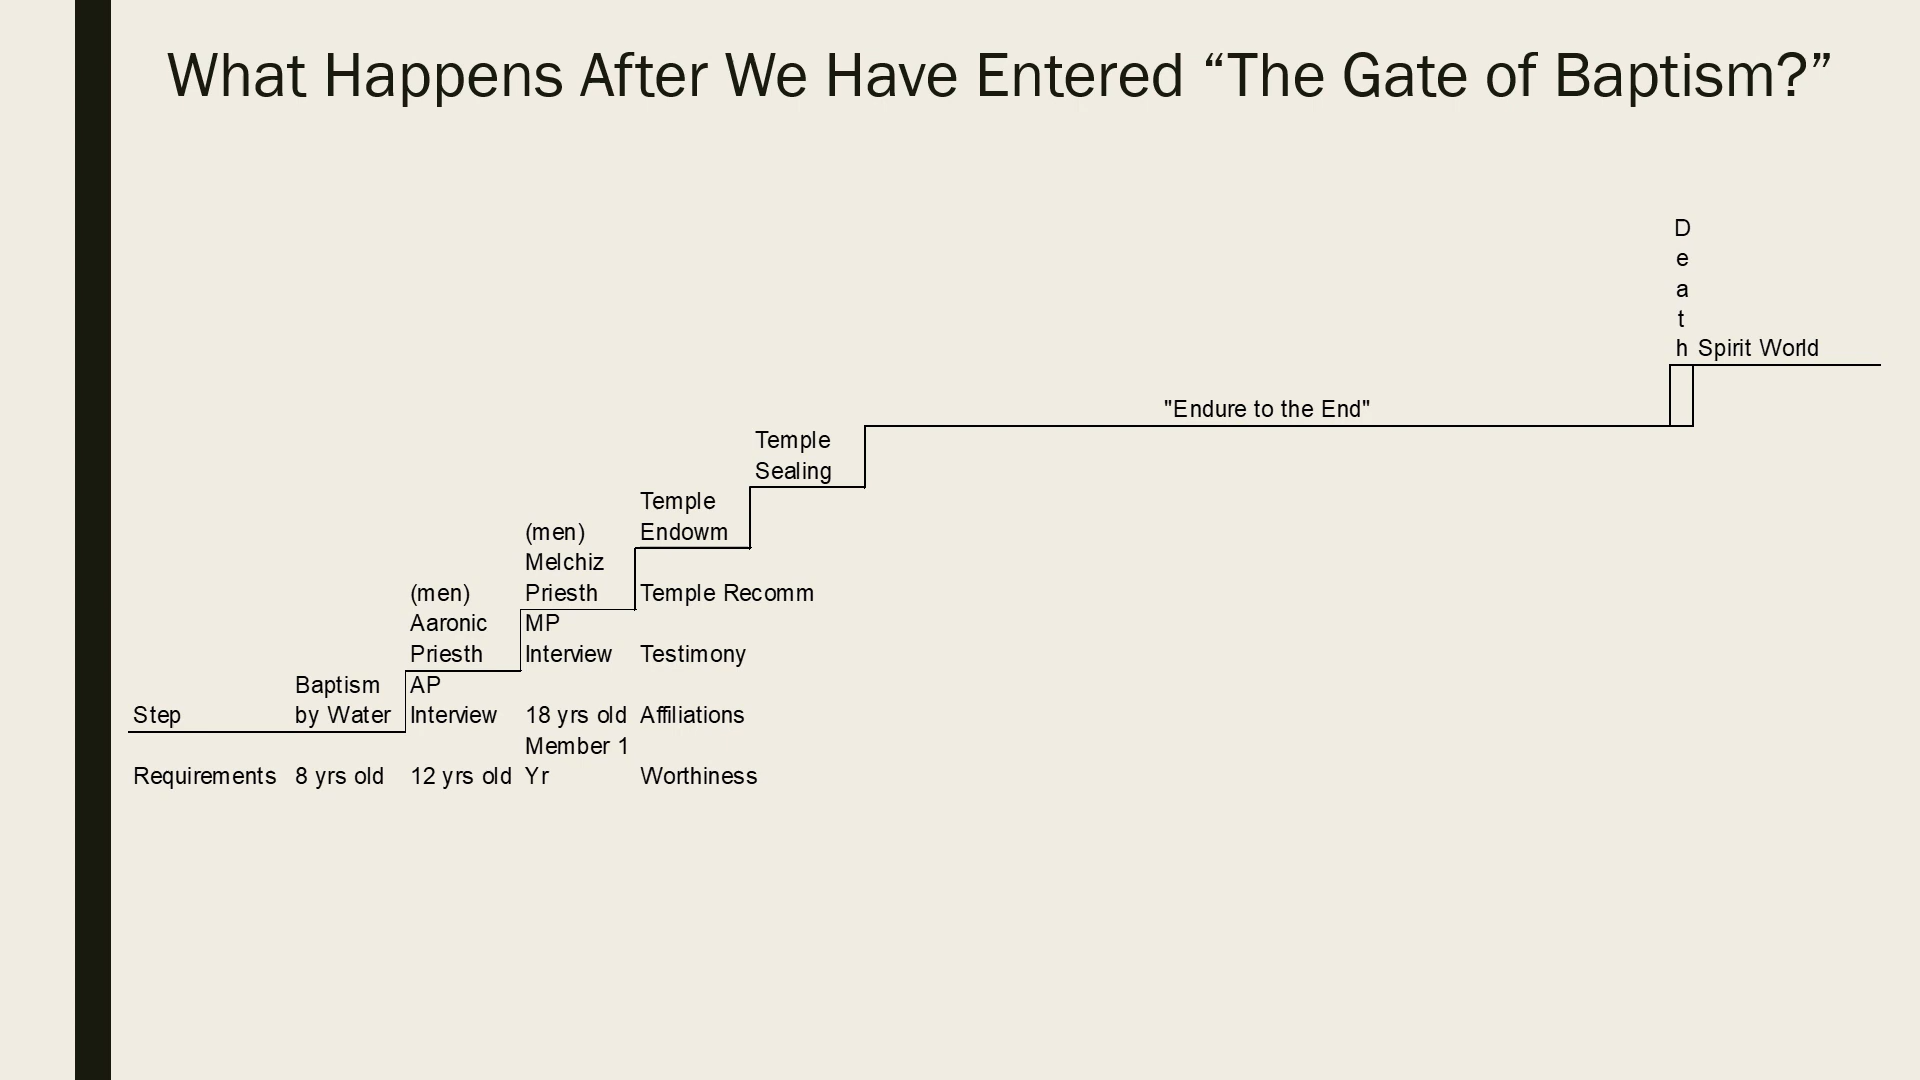 What Happens After We Have Entered “The Gate of Baptism?”
Death
Spirit World
"Endure to the End"
Temple
Sealing
Temple
Endowm
(men)
Melchiz
Priesth
(men)
Aaronic
Priesth
Baptism
by Water
Step
AP
Interview
MP
Interview
Temple Recomm
Testimony
18 yrs old
Affiliations
Member 1
Requirements
8 yrs old
12 yrs old
Yr
Worthiness